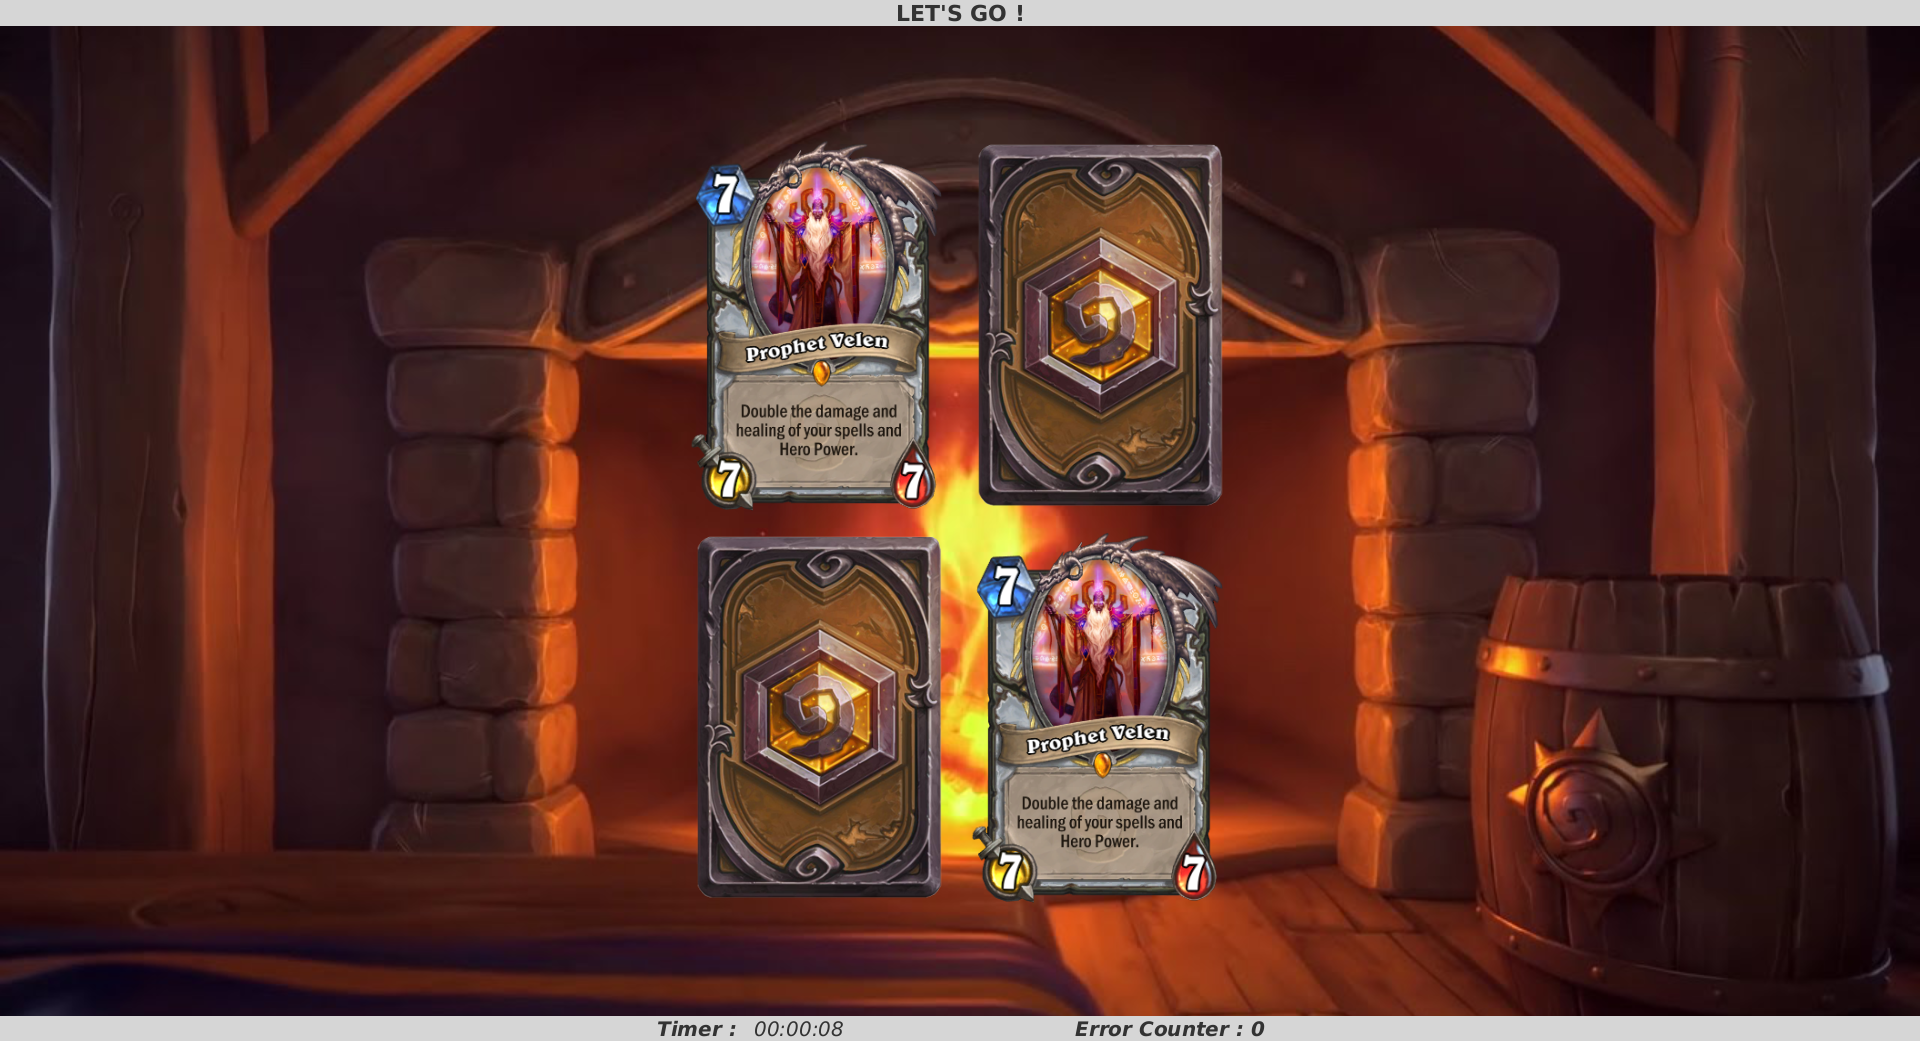 LET'S GO !
7
Prophet Velen
Double the damage and
healing of your spells and
Hero Power.
7
7
7
Prophet Velen
Double the damage and
healing of your spells and
Hero Power.
7
7
Timer : 00:00:08
Error Counter : 0